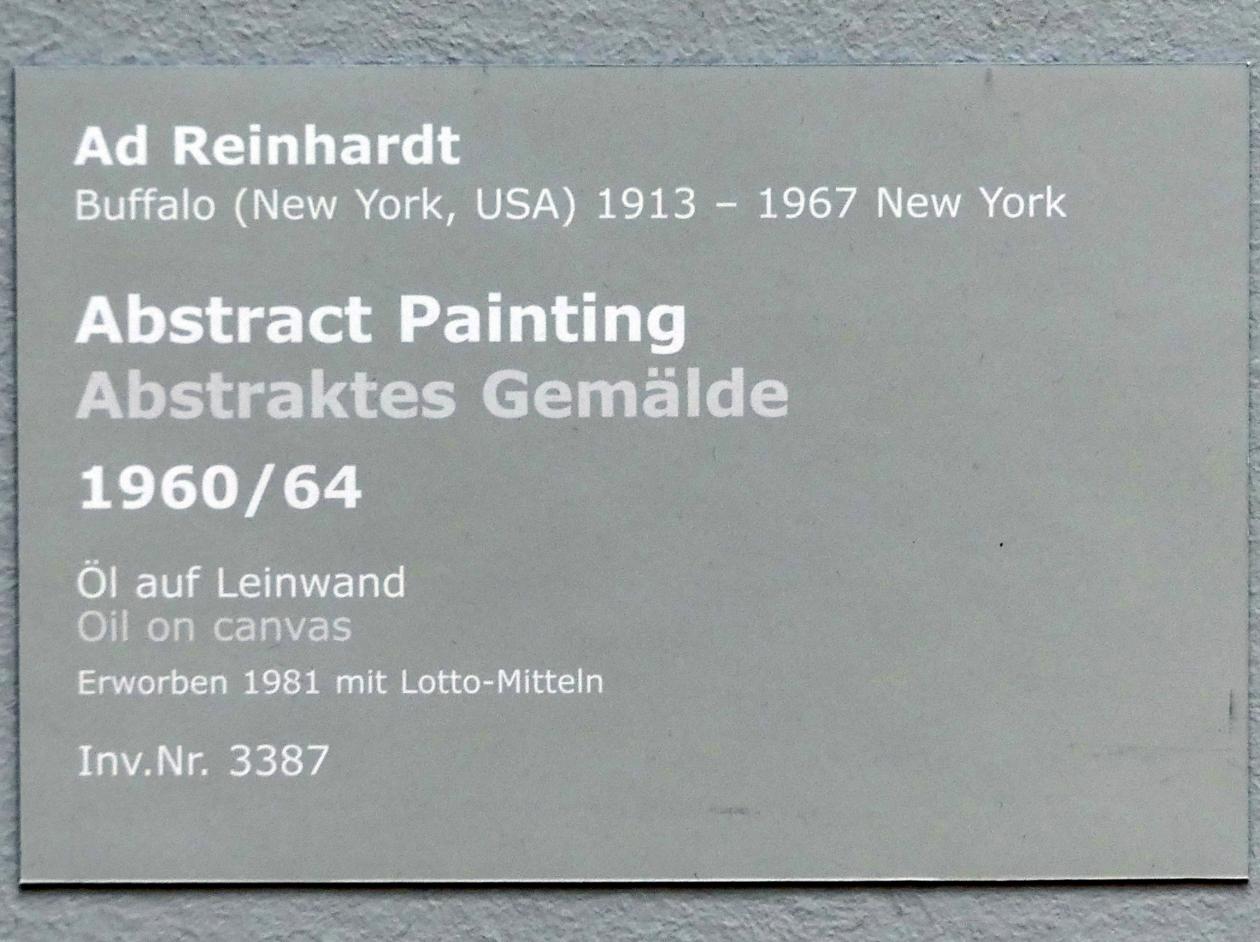 Ad Reinhardt
Buffalo (New York, USA) 1913 – 1967 New York
Abstract Painting
Abstraktes Gemälde
1960/64
Öl auf Leinwand
Oil on canvas
Erworben 1981 mit Lotto-Mitteln
Inv.Nr. 3387